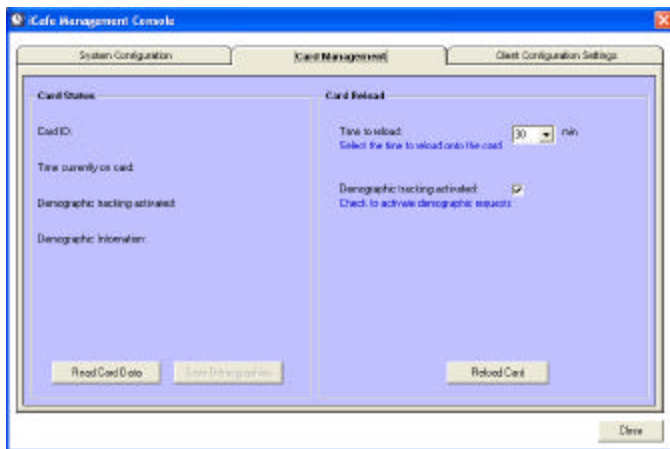 iCafe Management Console
System Configuration
Card Management
Client Configuration Settings
Card Status
Card ID:
Time currently on card:
Demographic tracking activated:
Demographic Information:
Read Card Data
Save Demographics
Card Reload
Time to reload:
30
min
Select the time to reload onto the card
Demographic tracking activated:
Check to activate demographic requests
Reload Card
Close